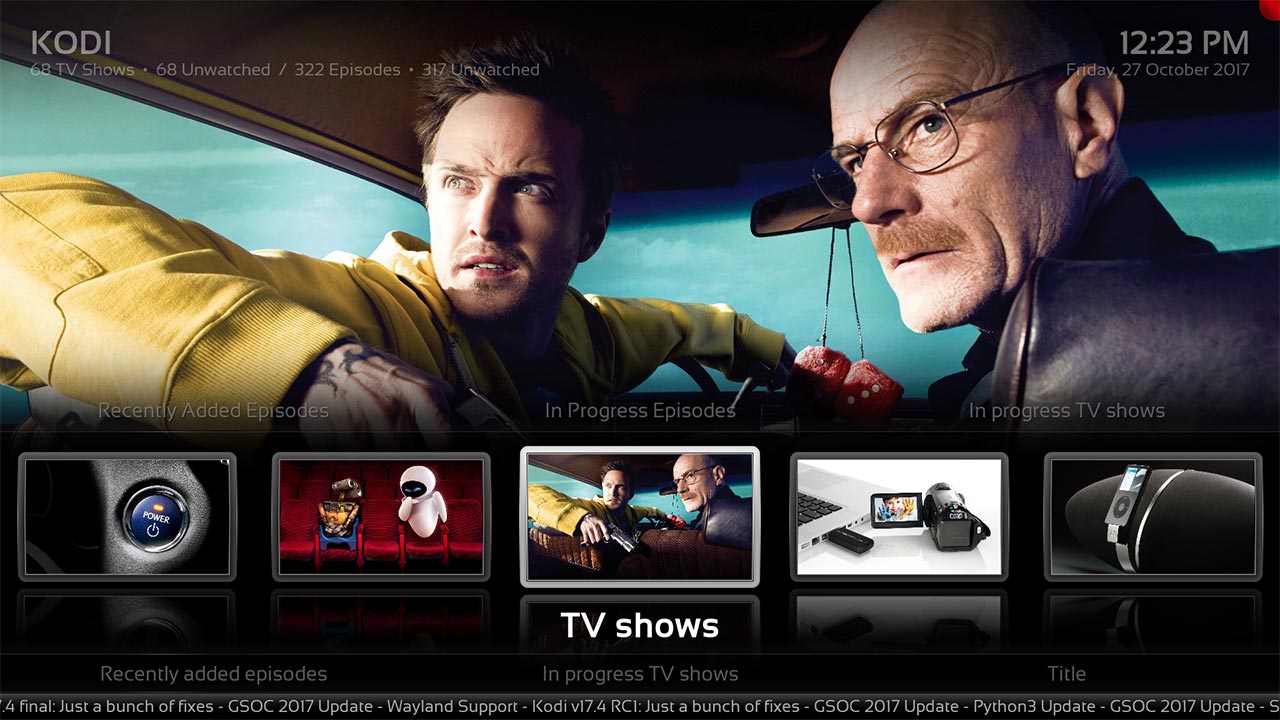 KODI
68 TV Shows • 68 Unwatched / 322 Episodes • 317 Unwatched
12:23 PM
Friday, 27 October 2017
Recently Added Episodes
In Progress Episodes
In progress TV shows
POWER
TV shows
Recently added episodes
In progress TV shows
Title
.4 final: Just a bunch of fixes - GSOC 2017 Update - Wayland Support - Kodi v17.4 RC1: Just a bunch of fixes - GSOC 2017 Update - Python3 Update - GSOC 2017 Update - S